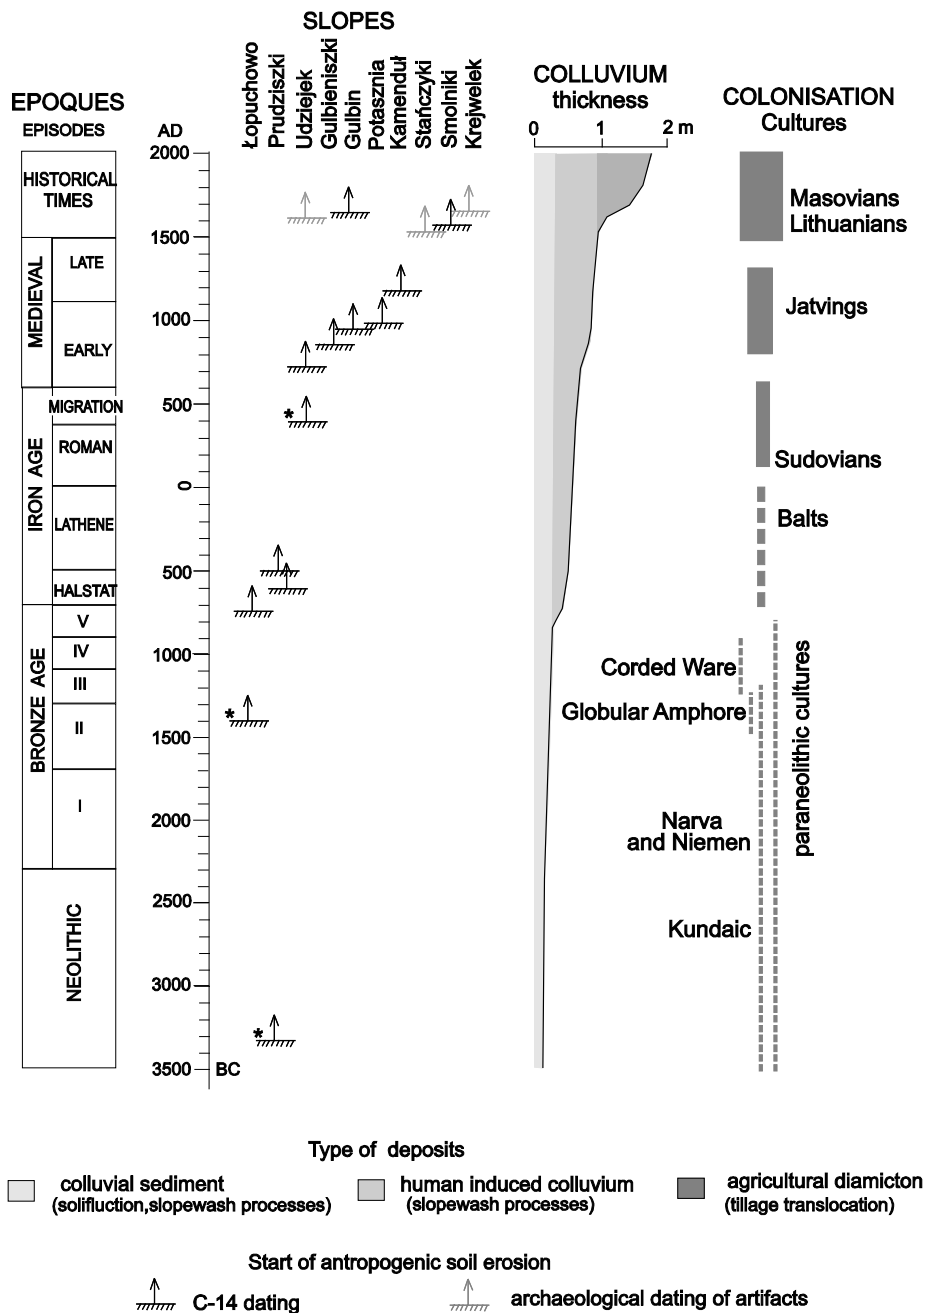 SLOPES
Łopuchowo
Prudziszki
Udziejek
Gulbieniszki
Gulbin
Potasznia
Kamenduł
Stańczyki
Smolniki
Krejwelek
COLLUVIUM
thickness
0 1 2 m
COLONISATION
Cultures
EPOQUES
EPISODES
AD
2000
1500
1000
500
0
500
1000
1500
2000
2500
3000
3500 BC
HISTORICAL
TIMES
MEDIEVAL
LATE
EARLY
IRON AGE
MIGRATION
ROMAN
LATHENE
HALSTAT
BRONZE AGE
V
IV
III
II
I
NEOLITHIC
*
*
*
Masovians
Lithuanians
Jatvings
Sudovians
Balts
Corded Ware
Globular Amphore
Narva
and Niemen
Kundaic
paraneolithic cultures
Type of deposits
colluvial sediment
(solifluction,slopewash processes)
human induced colluvium
(slopewash processes)
agricultural diamicton
(tillage translocation)
Start of antropogenic soil erosion
C-14 dating
archaeological dating of artifacts